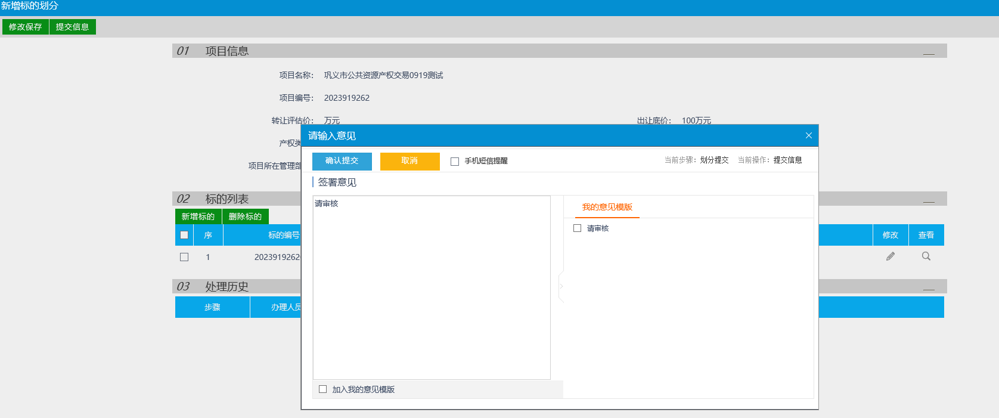 新增标的划分
修改保存 提交信息
01 项目信息
项目名称： 巩义市公共资源产权交易0919测试
项目编号： 2023919262
转让评估价： 万元 出让底价： 100万元
产权类
项目所在管理部
请输入意见
确认提交 取消 手机短信提醒 当前步骤：划分提交 当前操作：提交信息
签署意见
请审核
我的意见模版
请审核
加入我的意见模版
02 标的列表
新增标的 删除标的
序 标的编号 修改 查看
1 2023919262
03 处理历史
步骤 办理人员